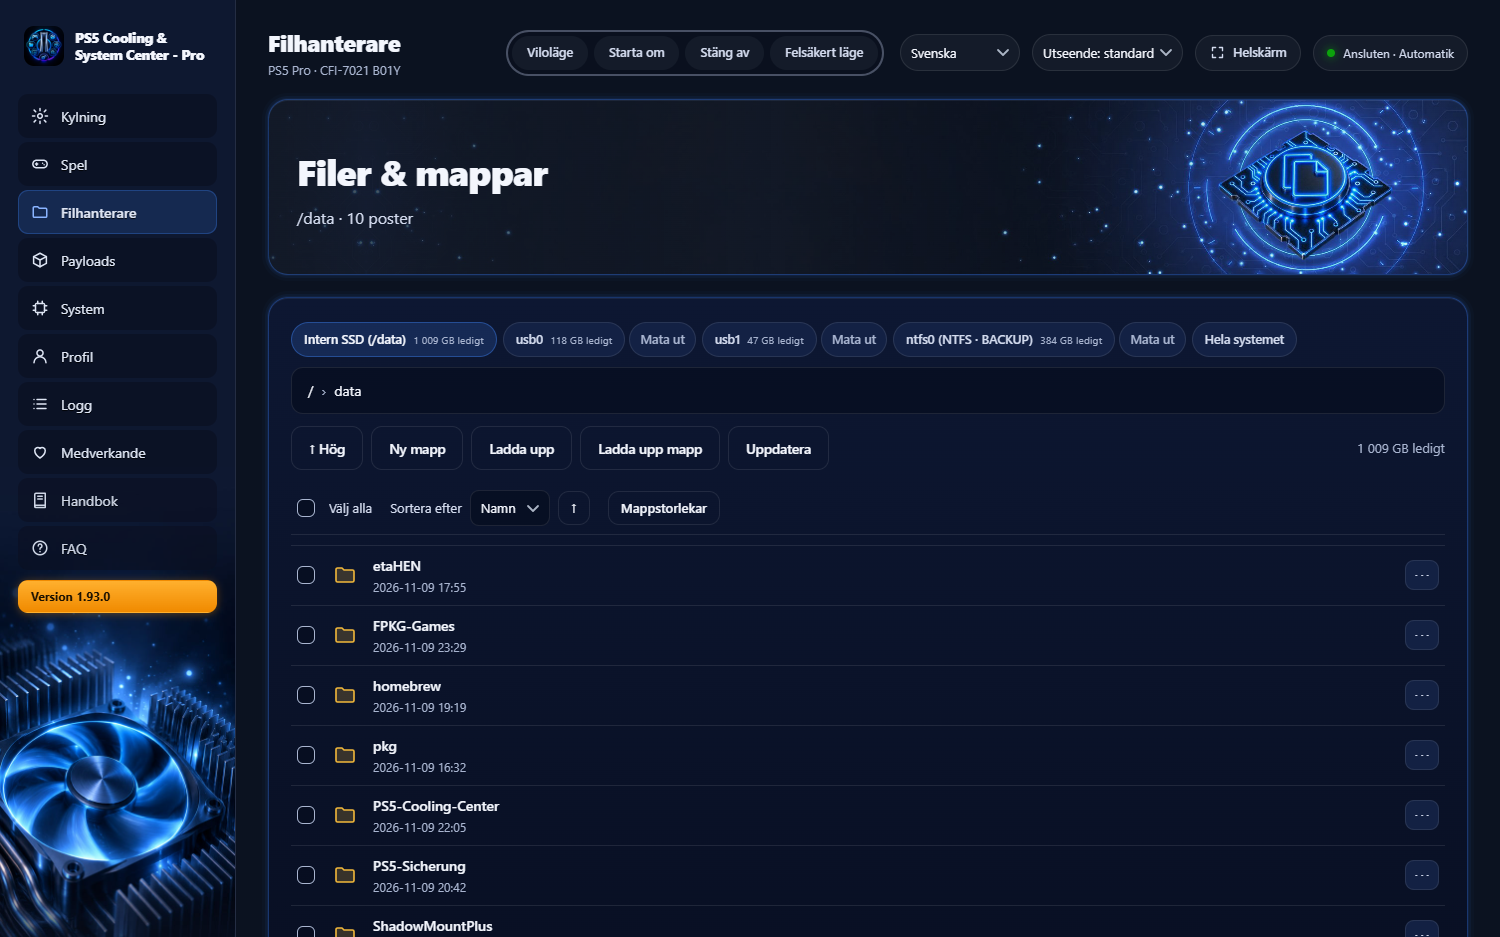 PS5 Cooling &
System Center - Pro
Kylning
Spel
Filhanterare
Payloads
System
Profil
Logg
Medverkande
Handbok
FAQ
Version 1.93.0
Filhanterare
PS5 Pro · CFI-7021 B01Y
Viloläge
Starta om
Stäng av
Felsäkert läge
Svenska
Utseende: standard
Helskärm
Ansluten · Automatik
Filer & mappar
/data · 10 poster
Intern SSD (/data) 1 009 GB ledigt
usb0 118 GB ledigt
Mata ut
usb1 47 GB ledigt
Mata ut
ntfs0 (NTFS · BACKUP) 384 GB ledigt
Mata ut
Hela systemet
/ › data
↑ Hög
Ny mapp
Ladda upp
Ladda upp mapp
Uppdatera
1 009 GB ledigt
Välj alla
Sortera efter
Namn
↑
Mappstorlekar
etaHEN
2026-11-09 17:55
FPKG-Games
2026-11-09 23:29
homebrew
2026-11-09 19:19
pkg
2026-11-09 16:32
PS5-Cooling-Center
2026-11-09 22:05
PS5-Sicherung
2026-11-09 20:42
ShadowMountPlus